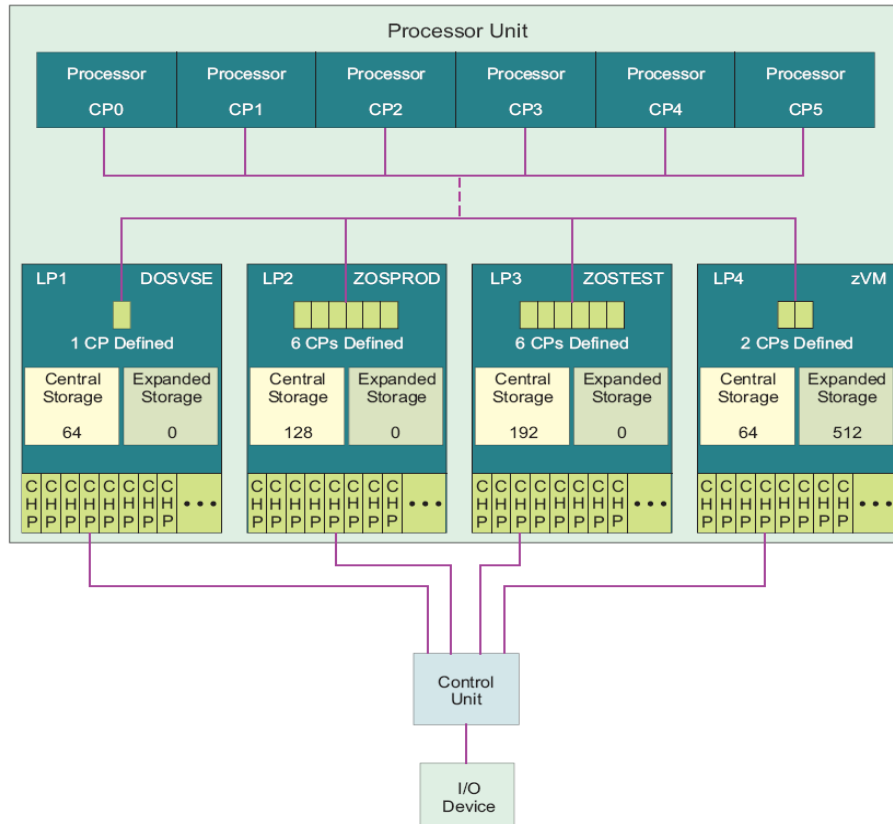 Processor Unit
Processor Processor Processor Processor Processor Processor
CP0 CP1 CP2 CP3 CP4 CP5
LP1 DOSVSE
1 CP Defined
Central Storage
64
Expanded Storage
0
CHP CHP CHP CHP CHP CHP CHP CHP •••
LP2 ZOSPROD
6 CPs Defined
Central Storage
128
Expanded Storage
0
CHP CHP CHP CHP CHP CHP CHP CHP •••
LP3 ZOSTEST
6 CPs Defined
Central Storage
192
Expanded Storage
0
CHP CHP CHP CHP CHP CHP CHP CHP •••
LP4 zVM
2 CPs Defined
Central Storage
64
Expanded Storage
512
CHP CHP CHP CHP CHP CHP CHP CHP •••
Control
Unit
I/O
Device